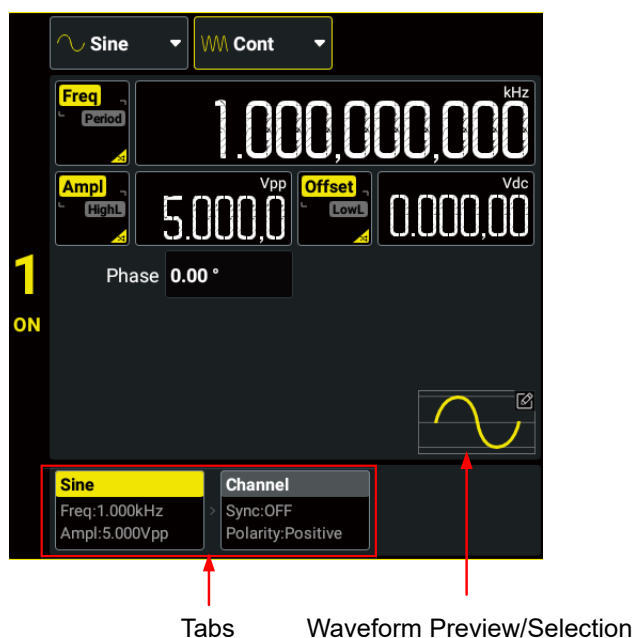 Sine Cont
Freq
Period
1.000,000,000 kHz
Ampl
HighL
5.000,0 Vpp
Offset
LowL
0.000,00 Vdc
1
ON
Phase 0.00 °
Sine
Freq:1.000kHz
Ampl:5.000Vpp
>
Channel
Sync:OFF
Polarity:Positive
Tabs
Waveform Preview/Selection